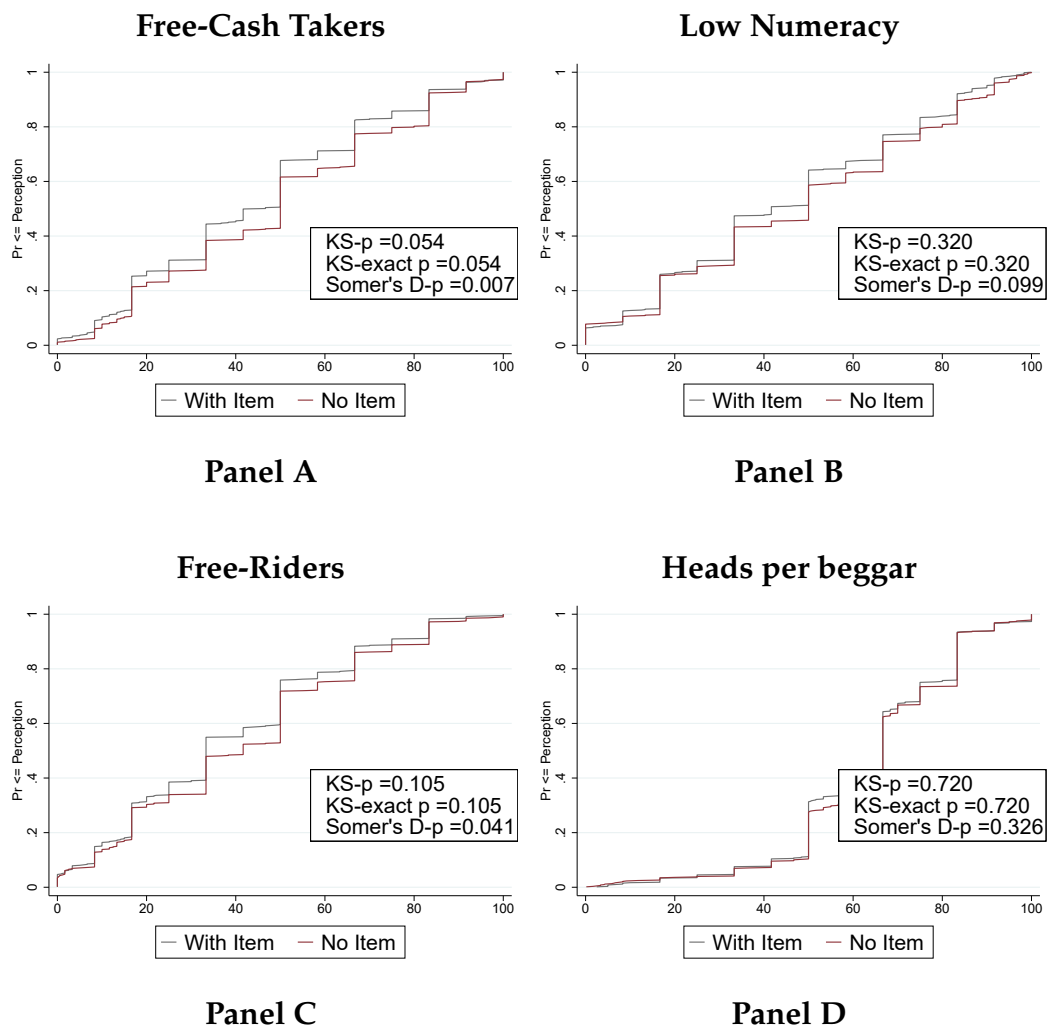 Free-Cash Takers
Pr <= Perception
0 .2 .4 .6 .8 1
KS-p =0.054
KS-exact p =0.054
Somer's D-p =0.007
0 20 40 60 80 100
With Item No Item
Panel A
Low Numeracy
Pr <= Perception
0 .2 .4 .6 .8 1
KS-p =0.320
KS-exact p =0.320
Somer's D-p =0.099
0 20 40 60 80 100
With Item No Item
Panel B
Free-Riders
Pr <= Perception
0 .2 .4 .6 .8 1
KS-p =0.105
KS-exact p =0.105
Somer's D-p =0.041
0 20 40 60 80 100
With Item No Item
Panel C
Heads per beggar
Pr <= Perception
0 .2 .4 .6 .8 1
KS-p =0.720
KS-exact p =0.720
Somer's D-p =0.326
0 20 40 60 80 100
With Item No Item
Panel D